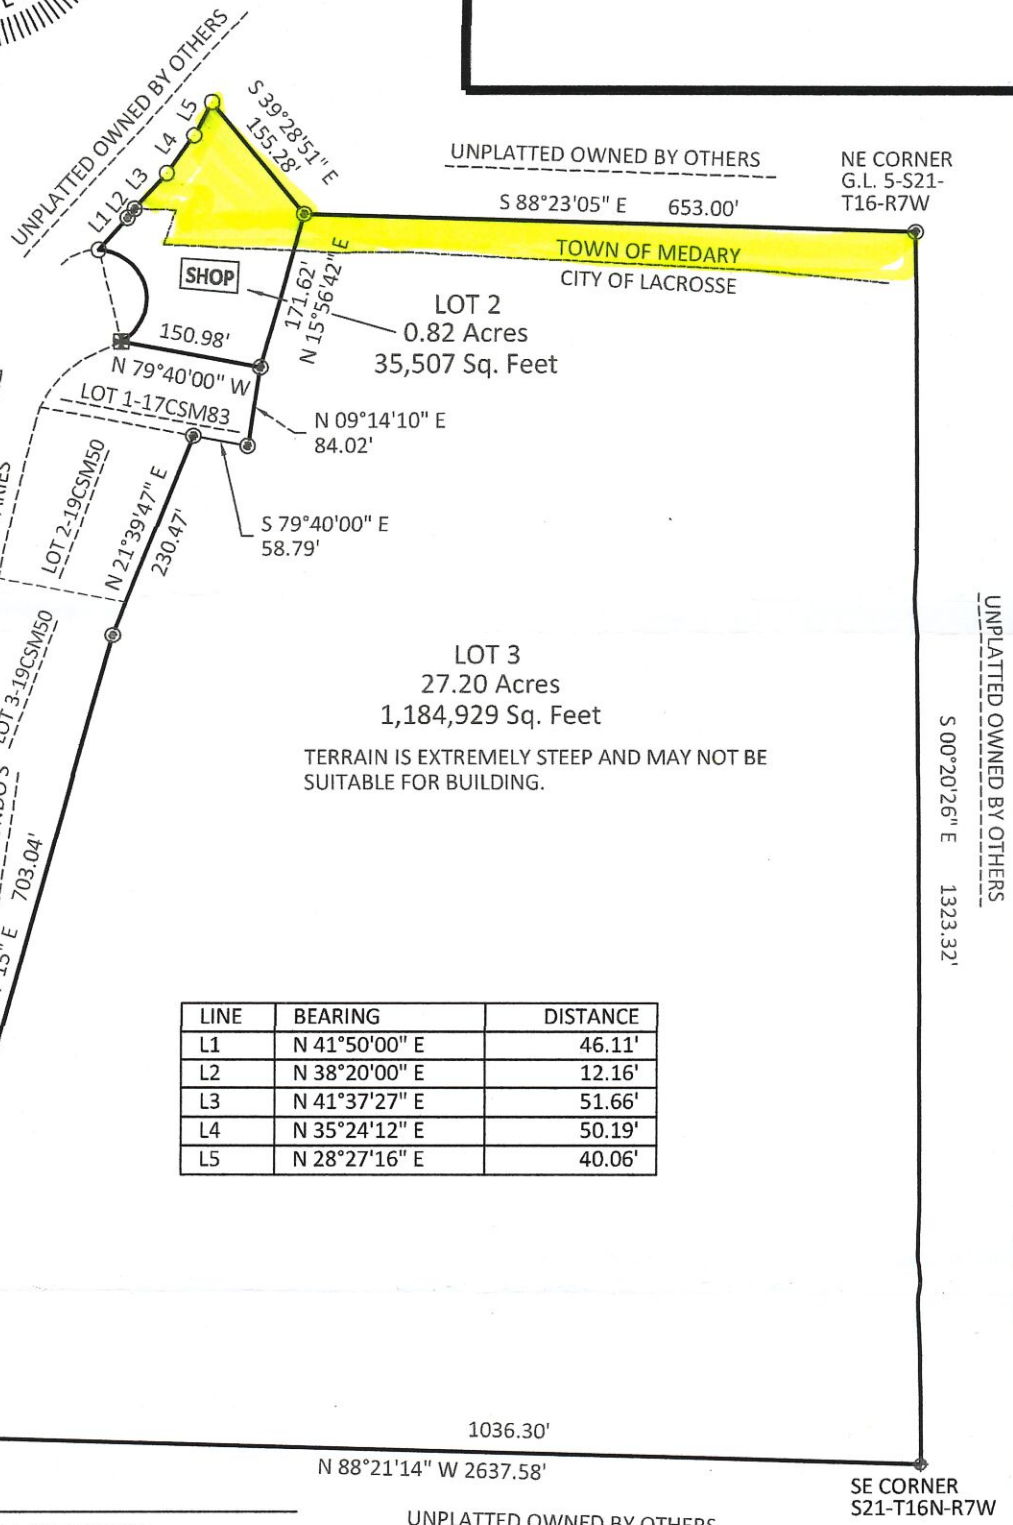 UNPLATTED OWNED BY OTHERS
L5
L4
L3
L2
L1
S 39°28'51" E
155.28'
UNPLATTED OWNED BY OTHERS
S 88°23'05" E 653.00'
NE CORNER
G.L. 5-S21-
T16-R7W
TOWN OF MEDARY
CITY OF LACROSSE
SHOP
171.62'
N 15°56'42" E
LOT 2
0.82 Acres
35,507 Sq. Feet
150.98'
N 79°40'00" W
LOT 1-17CSM83
N 09°14'10" E
84.02'
S 79°40'00" E
58.79'
LOT 2-19CSM50
N 21°39'47" E
230.47'
LOT 3-19CSM50
703.04'
LOT 3
27.20 Acres
1,184,929 Sq. Feet
TERRAIN IS EXTREMELY STEEP AND MAY NOT BE
SUITABLE FOR BUILDING.
UNPLATTED OWNED BY OTHERS
S 00°20'26" E 1323.32'
LINE BEARING DISTANCE
L1 N 41°50'00" E 46.11'
L2 N 38°20'00" E 12.16'
L3 N 41°37'27" E 51.66'
L4 N 35°24'12" E 50.19'
L5 N 28°27'16" E 40.06'
1036.30'
N 88°21'14" W 2637.58'
SE CORNER
S21-T16N-R7W
UNPLATTED OWNED BY OTHERS